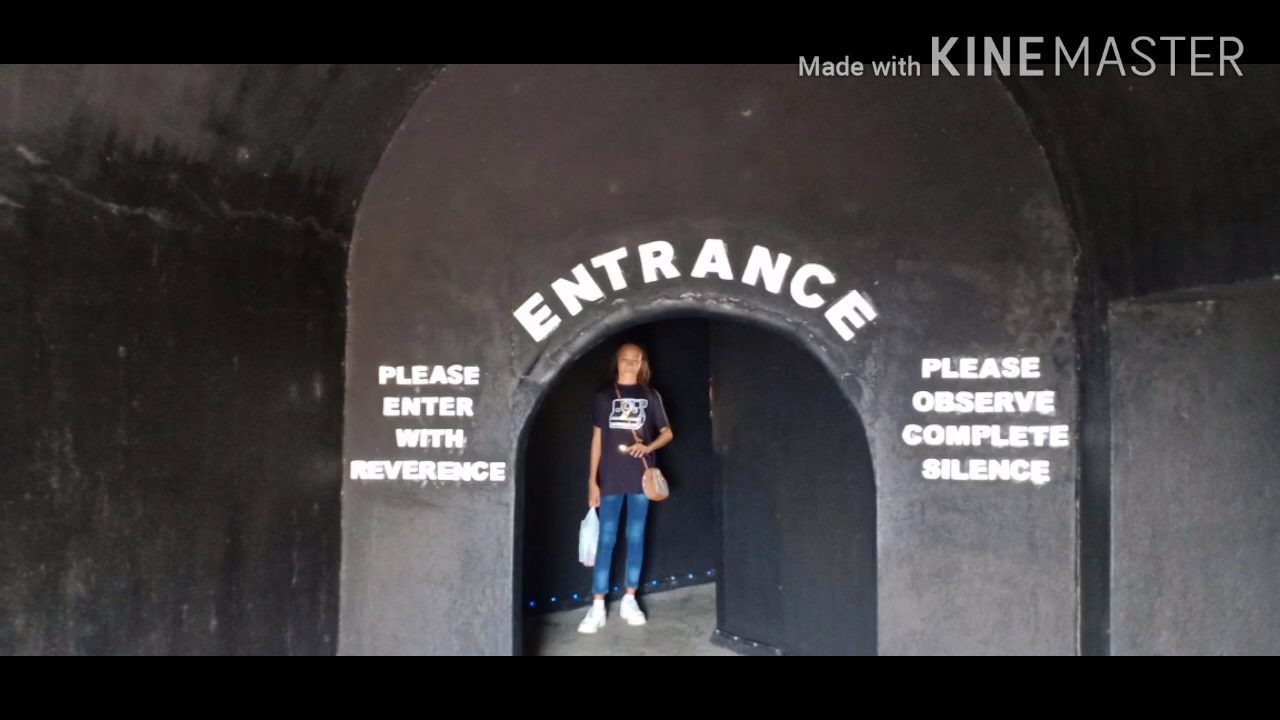 Made with KINEMASTER
ENTRANCE
PLEASE
ENTER
WITH
REVERENCE
PLEASE
OBSERVE
COMPLETE
SILENCE